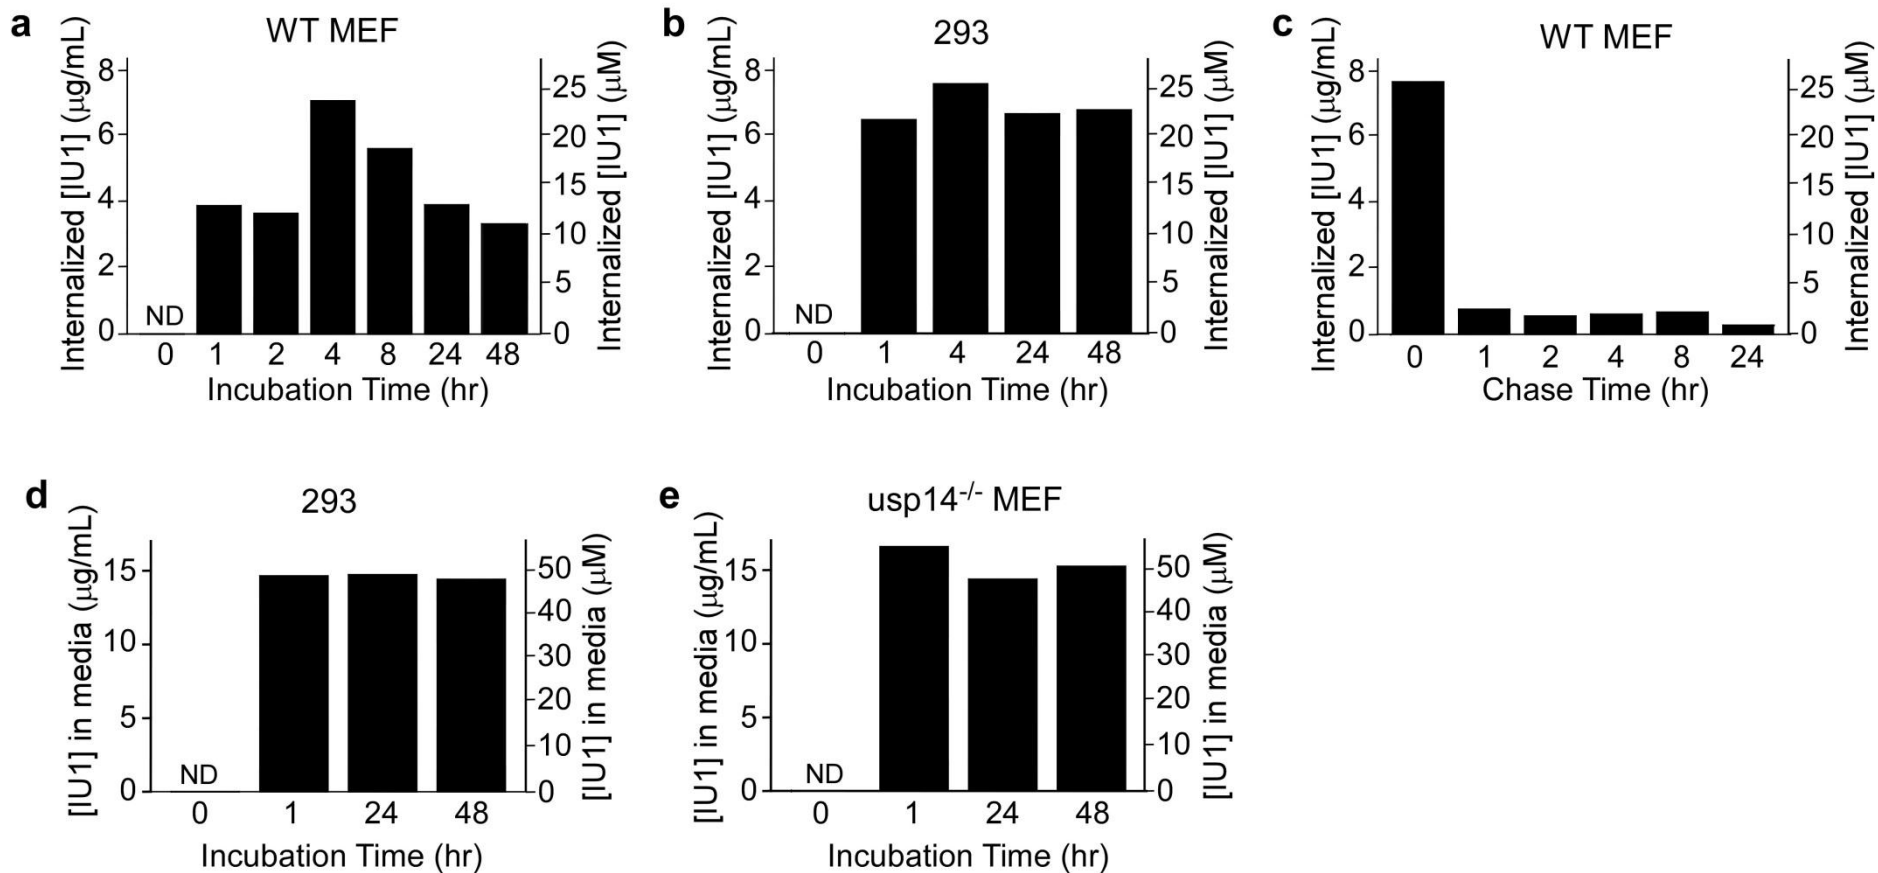 a
WT MEF
Internalized [IU1] (μg/mL)
8
6
4
2
0
ND
0 1 2 4 8 24 48
Incubation Time (hr)
25
20
15
10
5
0
Internalized [IU1] (μM)
b
293
Internalized [IU1] (μg/mL)
8
6
4
2
0
ND
0 1 4 24 48
Incubation Time (hr)
25
20
15
10
5
0
Internalized [IU1] (μM)
c
WT MEF
Internalized [IU1] (μg/mL)
8
6
4
2
0
0 1 2 4 8 24
Chase Time (hr)
25
20
15
10
5
0
Internalized [IU1] (μM)
d
293
[IU1] in media (μg/mL)
15
10
5
0
ND
0 1 24 48
Incubation Time (hr)
50
40
30
20
10
0
[IU1] in media (μM)
e
usp14-/- MEF
[IU1] in media (μg/mL)
15
10
5
0
ND
0 1 24 48
Incubation Time (hr)
50
40
30
20
10
0
[IU1] in media (μM)